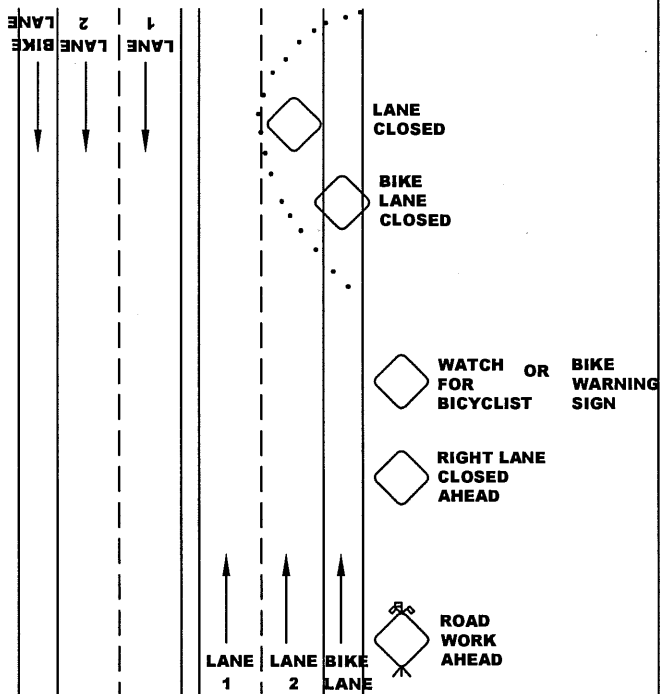 LANE
BIKE
2
LANE
1
LANE
LANE
CLOSED
BIKE
LANE
CLOSED
WATCH
FOR
BICYCLIST
OR
BIKE
WARNING
SIGN
RIGHT LANE
CLOSED
AHEAD
ROAD
WORK
AHEAD
LANE
1
LANE
2
BIKE
LANE